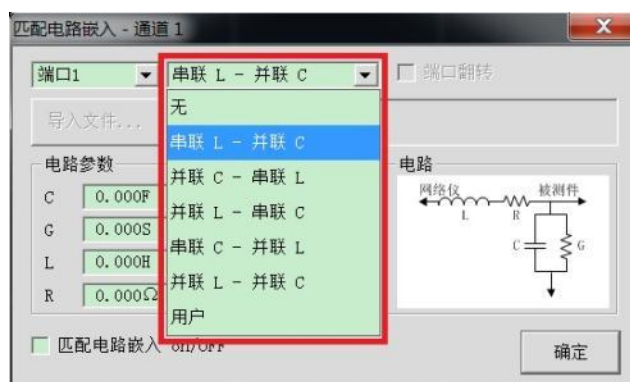 匹配电路嵌入 - 通道 1
端口1
串联 L - 并联 C
端口翻转
导入文件...
无
串联 L - 并联 C
并联 C - 串联 L
并联 L - 串联 C
串联 C - 并联 L
并联 L - 并联 C
用户
电路参数
C 0.000F
G 0.000S
L 0.000H
R 0.000Ω
电路
网络仪 被测件
L R
C G
匹配电路嵌入 on/OFF
确定